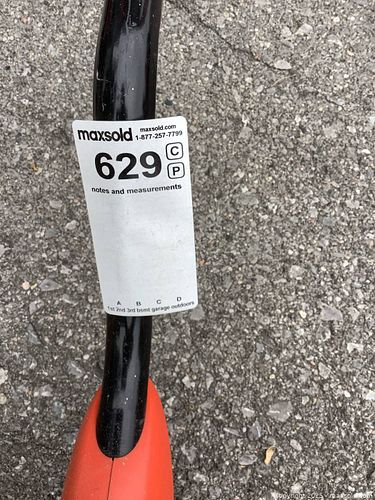 maxsold maxsold.com
1-877-257-7799
629 C
P
notes and measurements
A B C D
1st 2nd 3rd bsmt garage outdoors